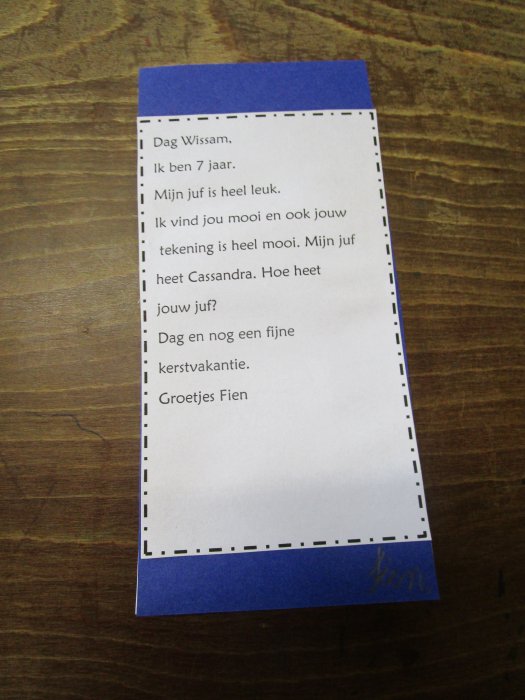 Dag Wissam,
Ik ben 7 jaar.
Mijn juf is heel leuk.
Ik vind jou mooi en ook jouw
tekening is heel mooi. Mijn juf
heet Cassandra. Hoe heet
jouw juf?
Dag en nog een fijne
kerstvakantie.
Groetjes Fien